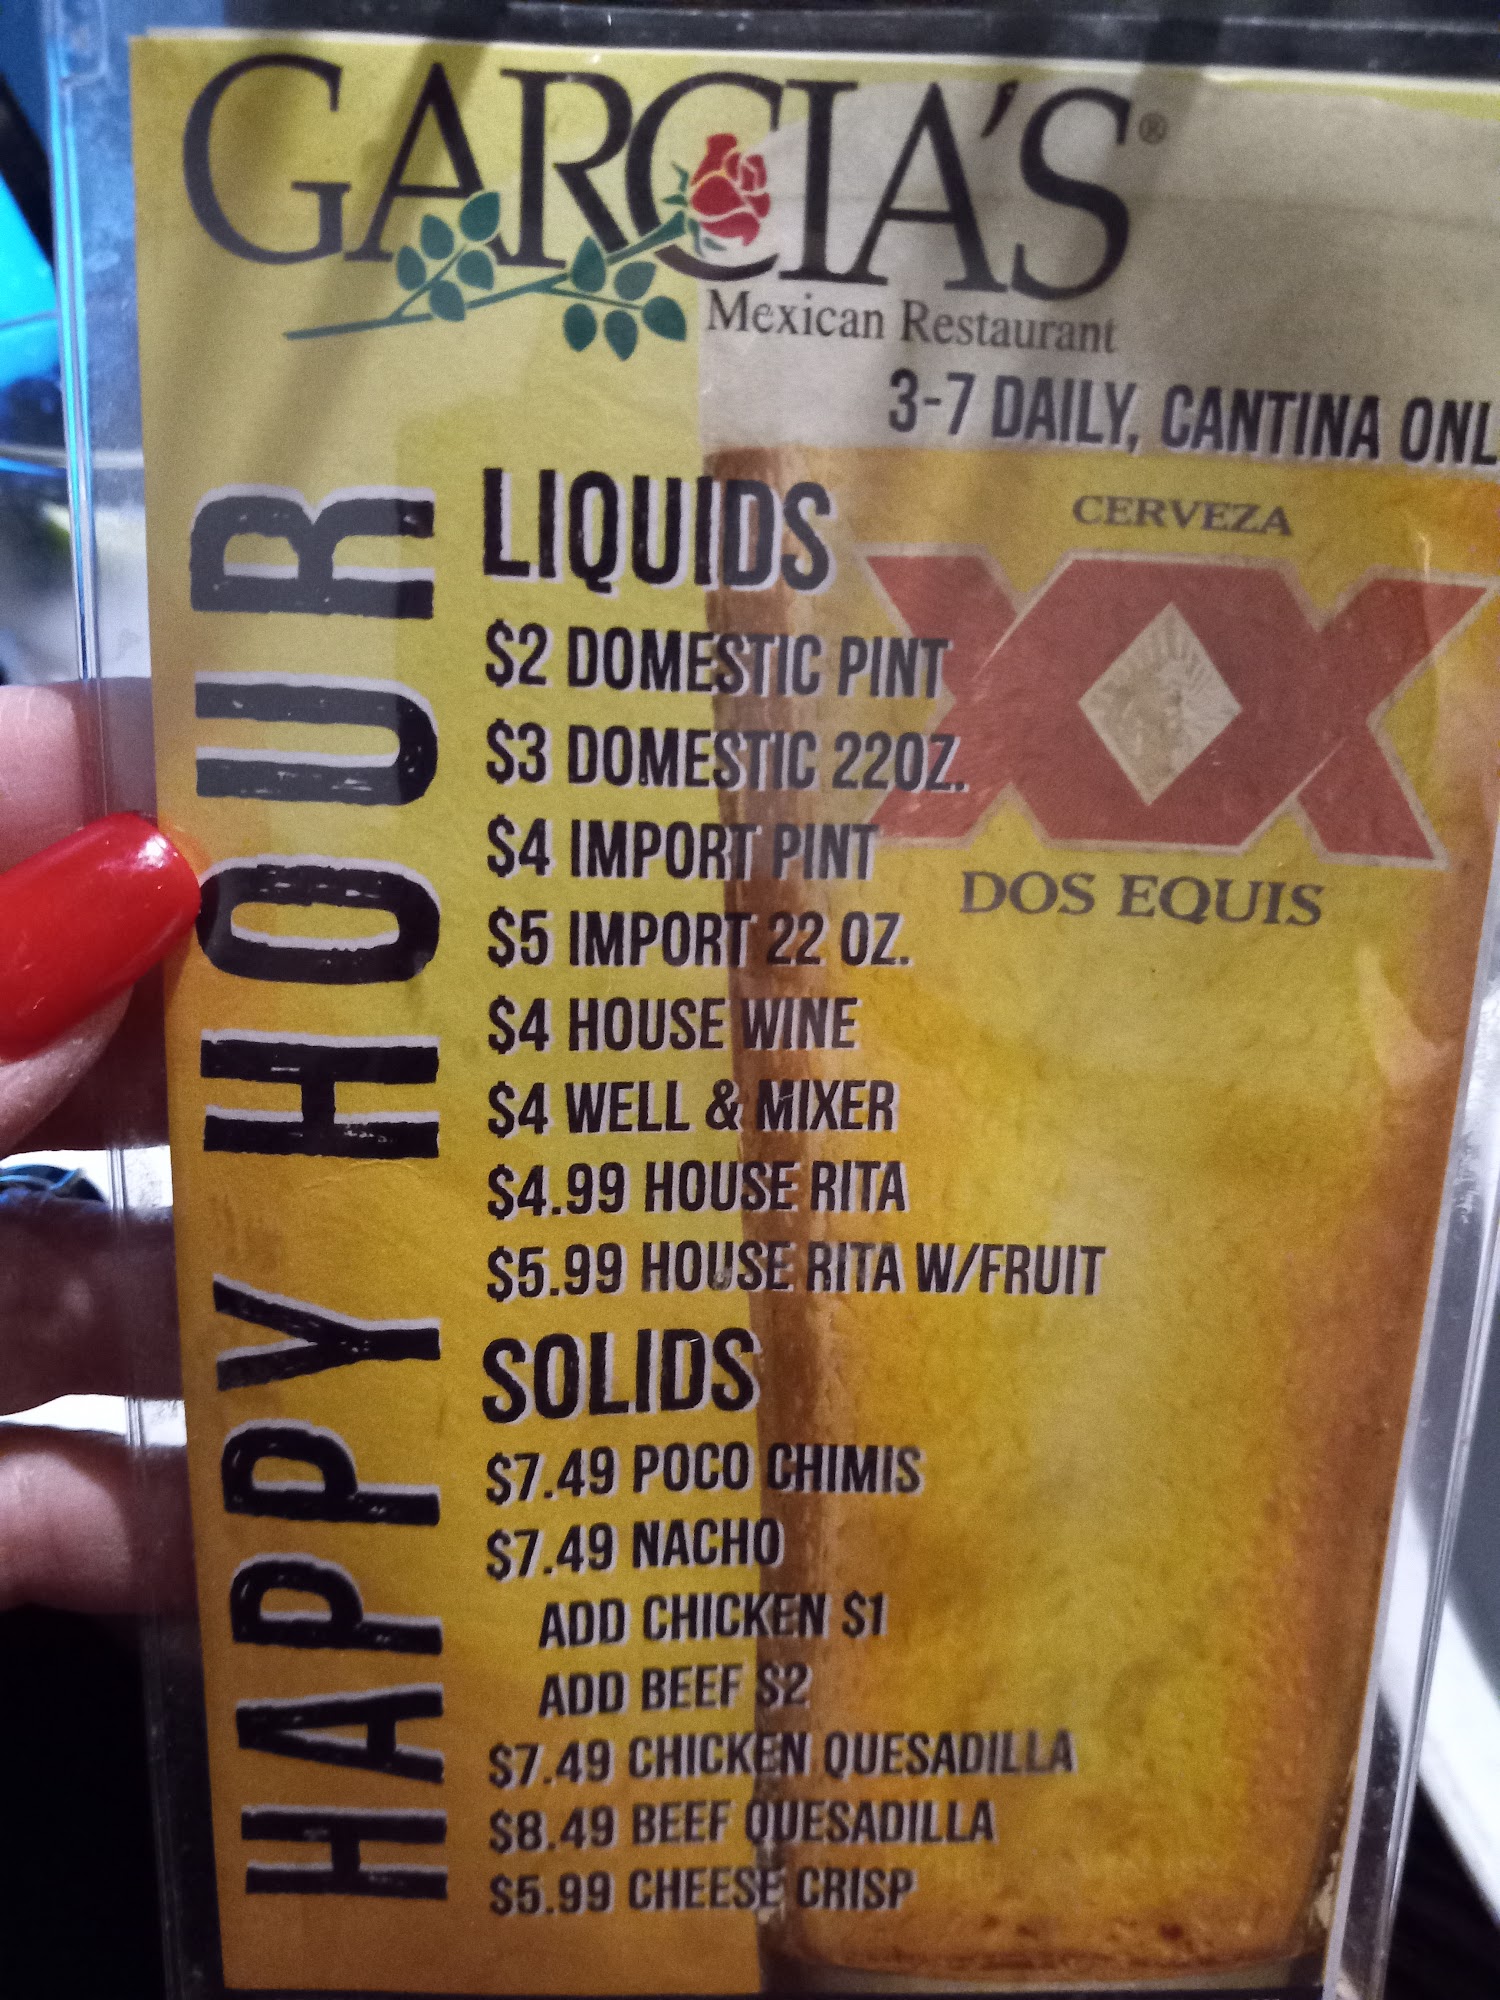 GARCIA'S®
Mexican Restaurant
3-7 DAILY, CANTINA ONL
HAPPY HOUR
LIQUIDS
$2 DOMESTIC PINT
$3 DOMESTIC 22OZ.
$4 IMPORT PINT
$5 IMPORT 22 OZ.
$4 HOUSE WINE
$4 WELL & MIXER
$4.99 HOUSE RITA
$5.99 HOUSE RITA W/FRUIT
SOLIDS
$7.49 POCO CHIMIS
$7.49 NACHO
ADD CHICKEN $1
ADD BEEF $2
$7.49 CHICKEN QUESADILLA
$8.49 BEEF QUESADILLA
$5.99 CHEESE CRISP
CERVEZA
XX
DOS EQUIS